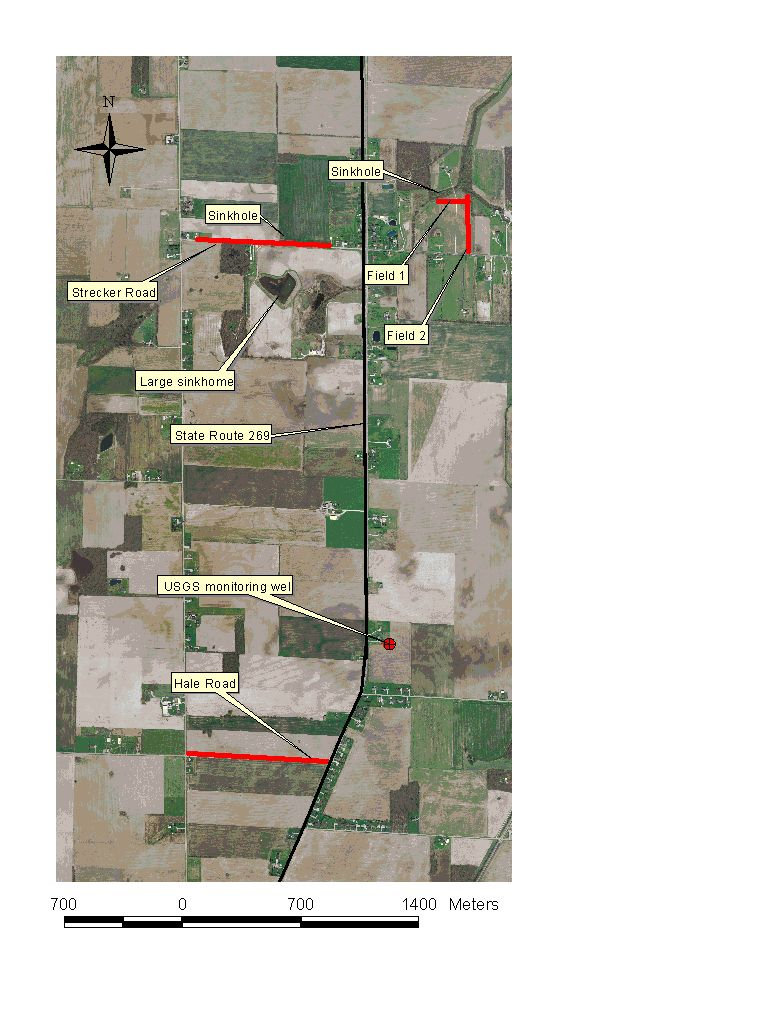 N
Sinkhole
Sinkhole
Field 1
Strecker Road
Field 2
Large sinkhome
State Route 269
USGS monitoring wel
Hale Road
700 0 700 1400 Meters